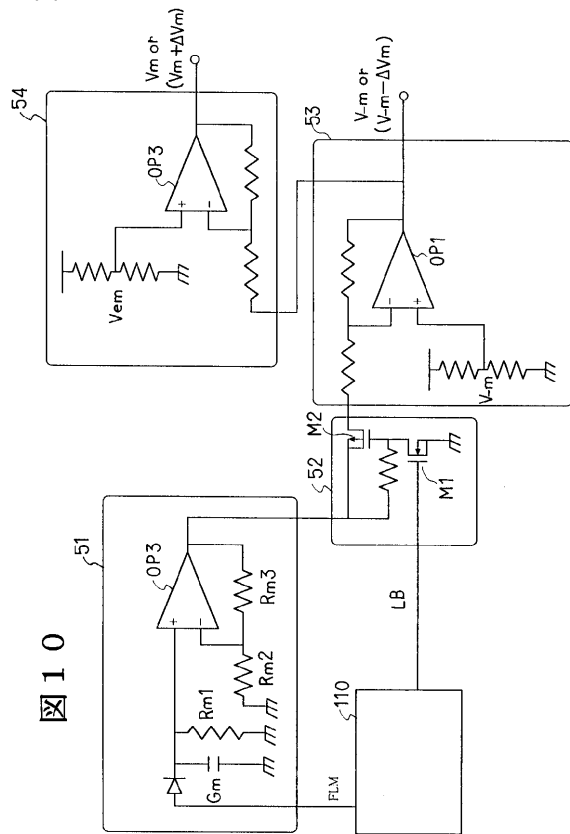 図１０
51
OP3
Rm3
Rm2
Rm1
Gm
FLM
110
LB
52
M2
M1
54
Vem
OP3
+
-
Vm or
(Vm+ΔVm)
53
OP1
-
+
V-m
V-m or
(V-m-ΔVm)
+
-